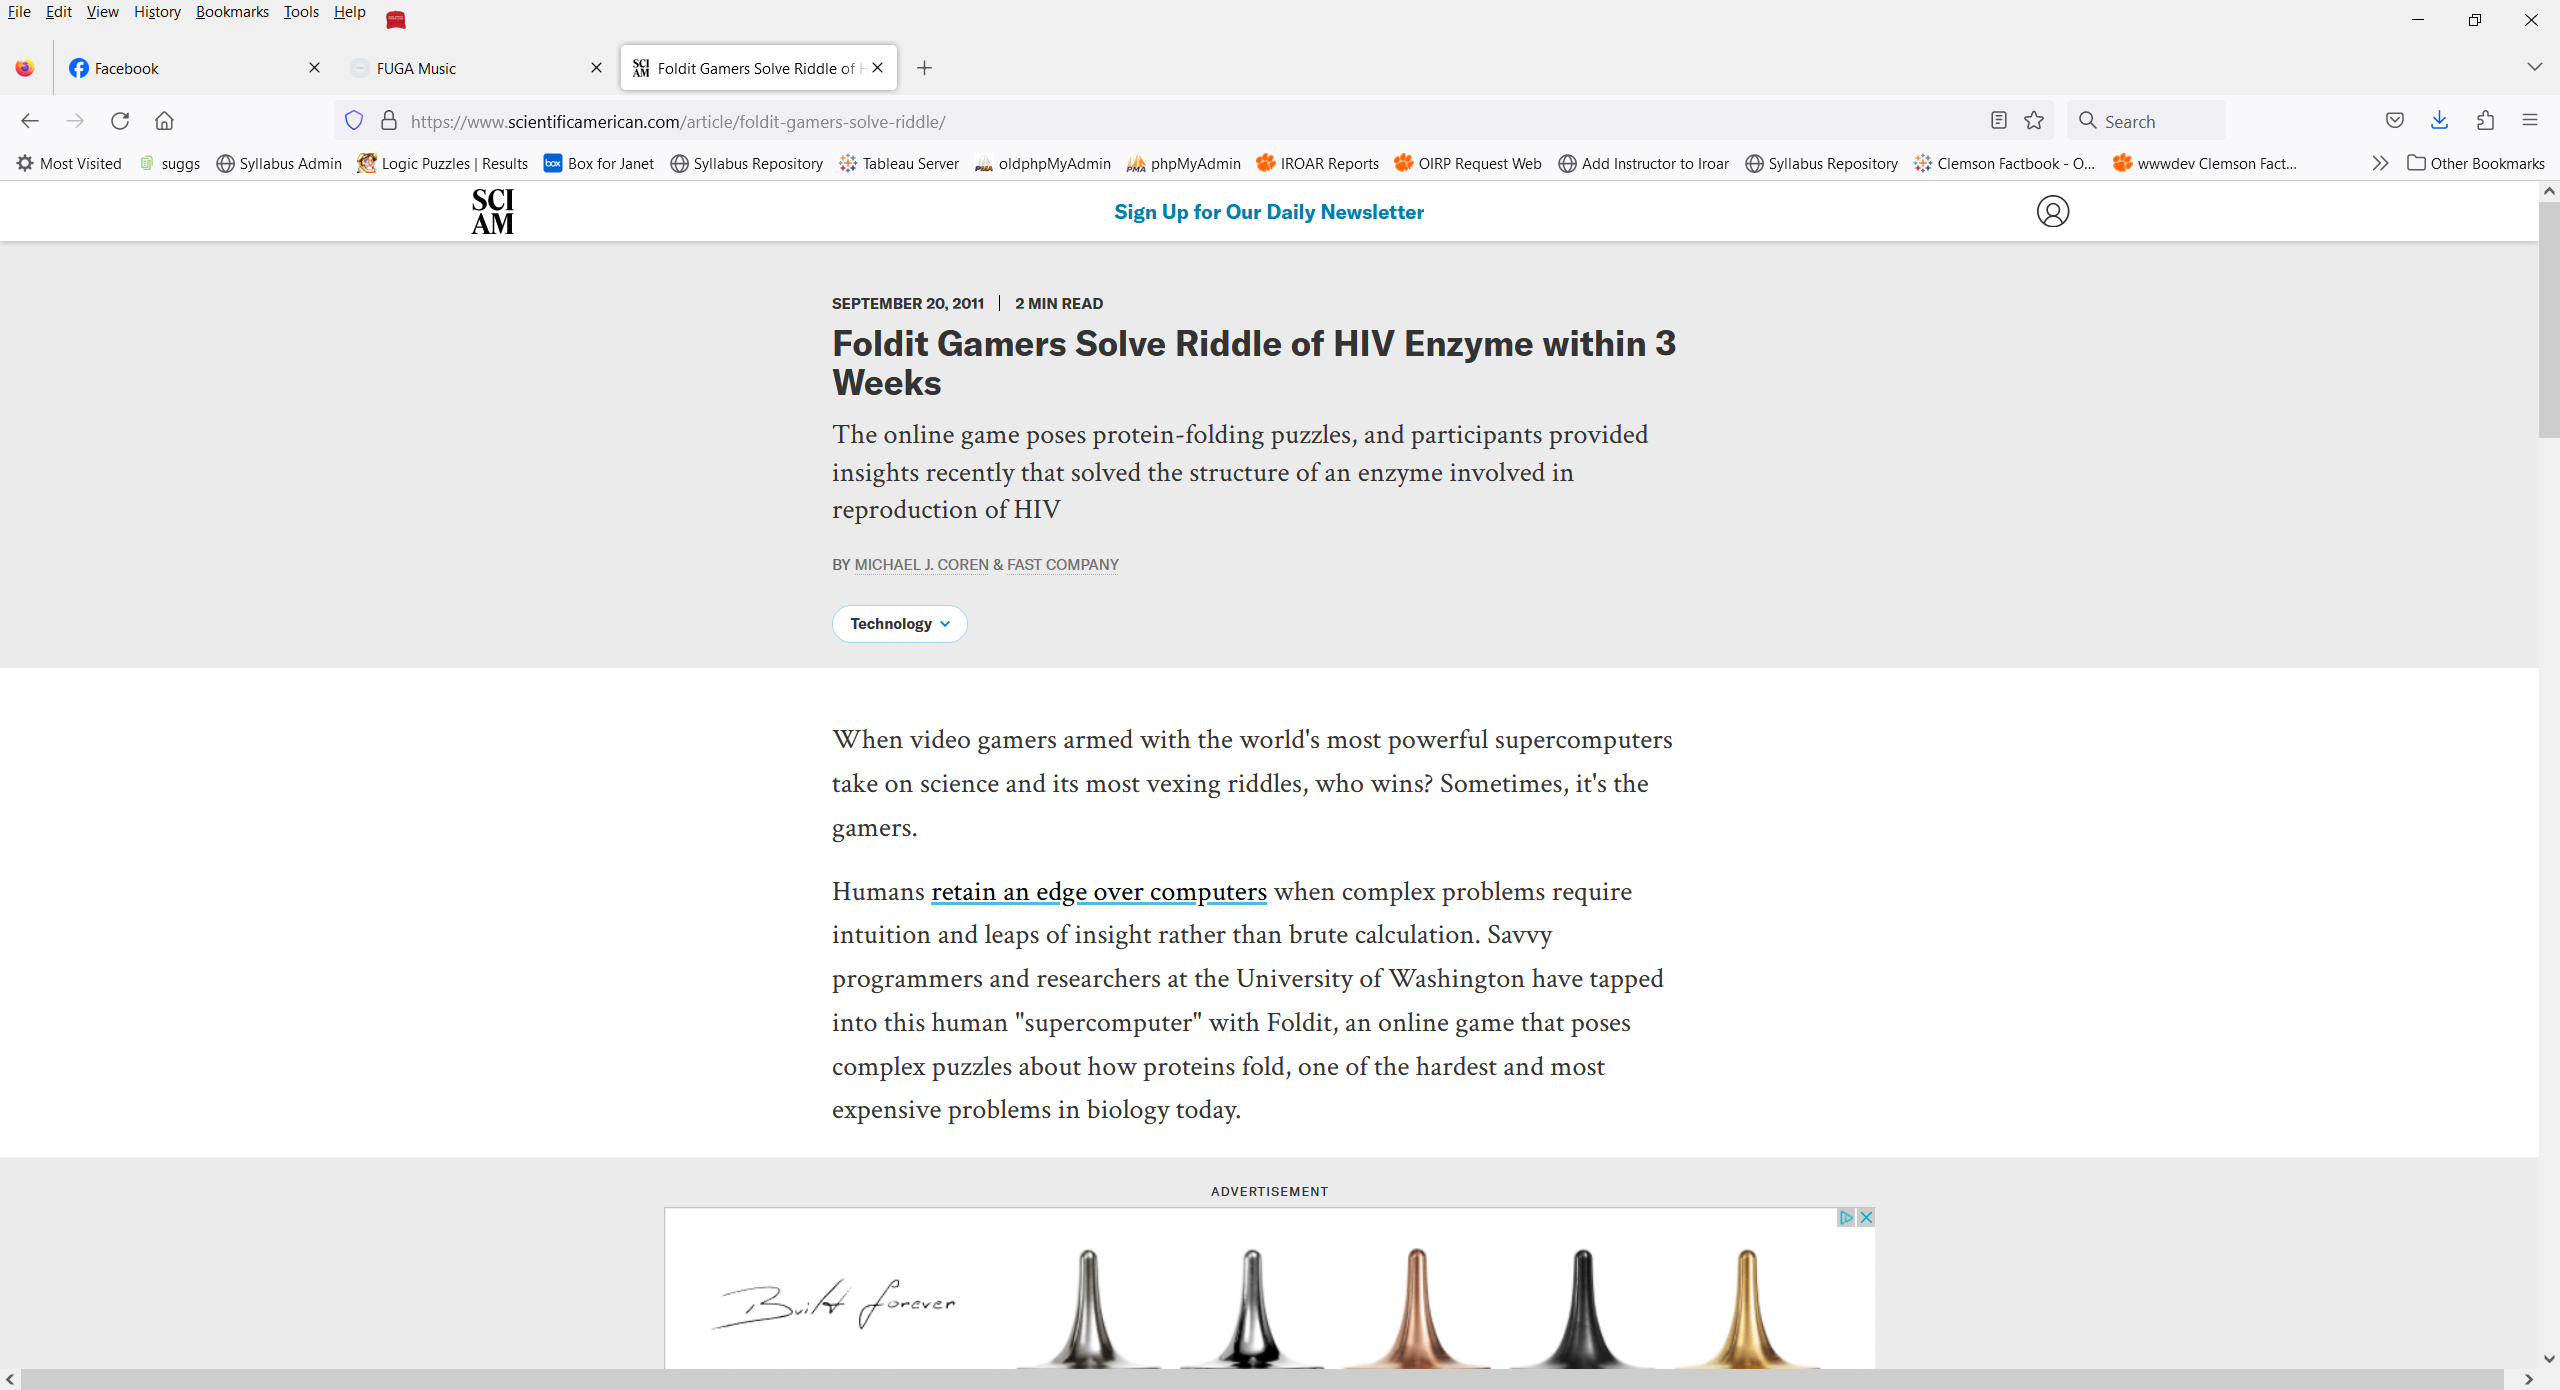 File Edit View History Bookmarks Tools Help
Facebook FUGA Music Foldit Gamers Solve Riddle of H
https://www.scientificamerican.com/article/foldit-gamers-solve-riddle/ Search
Most Visited suggs Syllabus Admin Logic Puzzles | Results Box for Janet Syllabus Repository Tableau Server oldphpMyAdmin phpMyAdmin IROAR Reports OIRP Request Web Add Instructor to Iroar Syllabus Repository Clemson Factbook - O... wwwdev Clemson Fact... Other Bookmarks
SCI
AM
Sign Up for Our Daily Newsletter
SEPTEMBER 20, 2011 | 2 MIN READ
Foldit Gamers Solve Riddle of HIV Enzyme within 3
Weeks
The online game poses protein-folding puzzles, and participants provided
insights recently that solved the structure of an enzyme involved in
reproduction of HIV
BY MICHAEL J. COREN & FAST COMPANY
Technology
When video gamers armed with the world's most powerful supercomputers
take on science and its most vexing riddles, who wins? Sometimes, it's the
gamers.
Humans retain an edge over computers when complex problems require
intuition and leaps of insight rather than brute calculation. Savvy
programmers and researchers at the University of Washington have tapped
into this human "supercomputer" with Foldit, an online game that poses
complex puzzles about how proteins fold, one of the hardest and most
expensive problems in biology today.
ADVERTISEMENT
Built forever